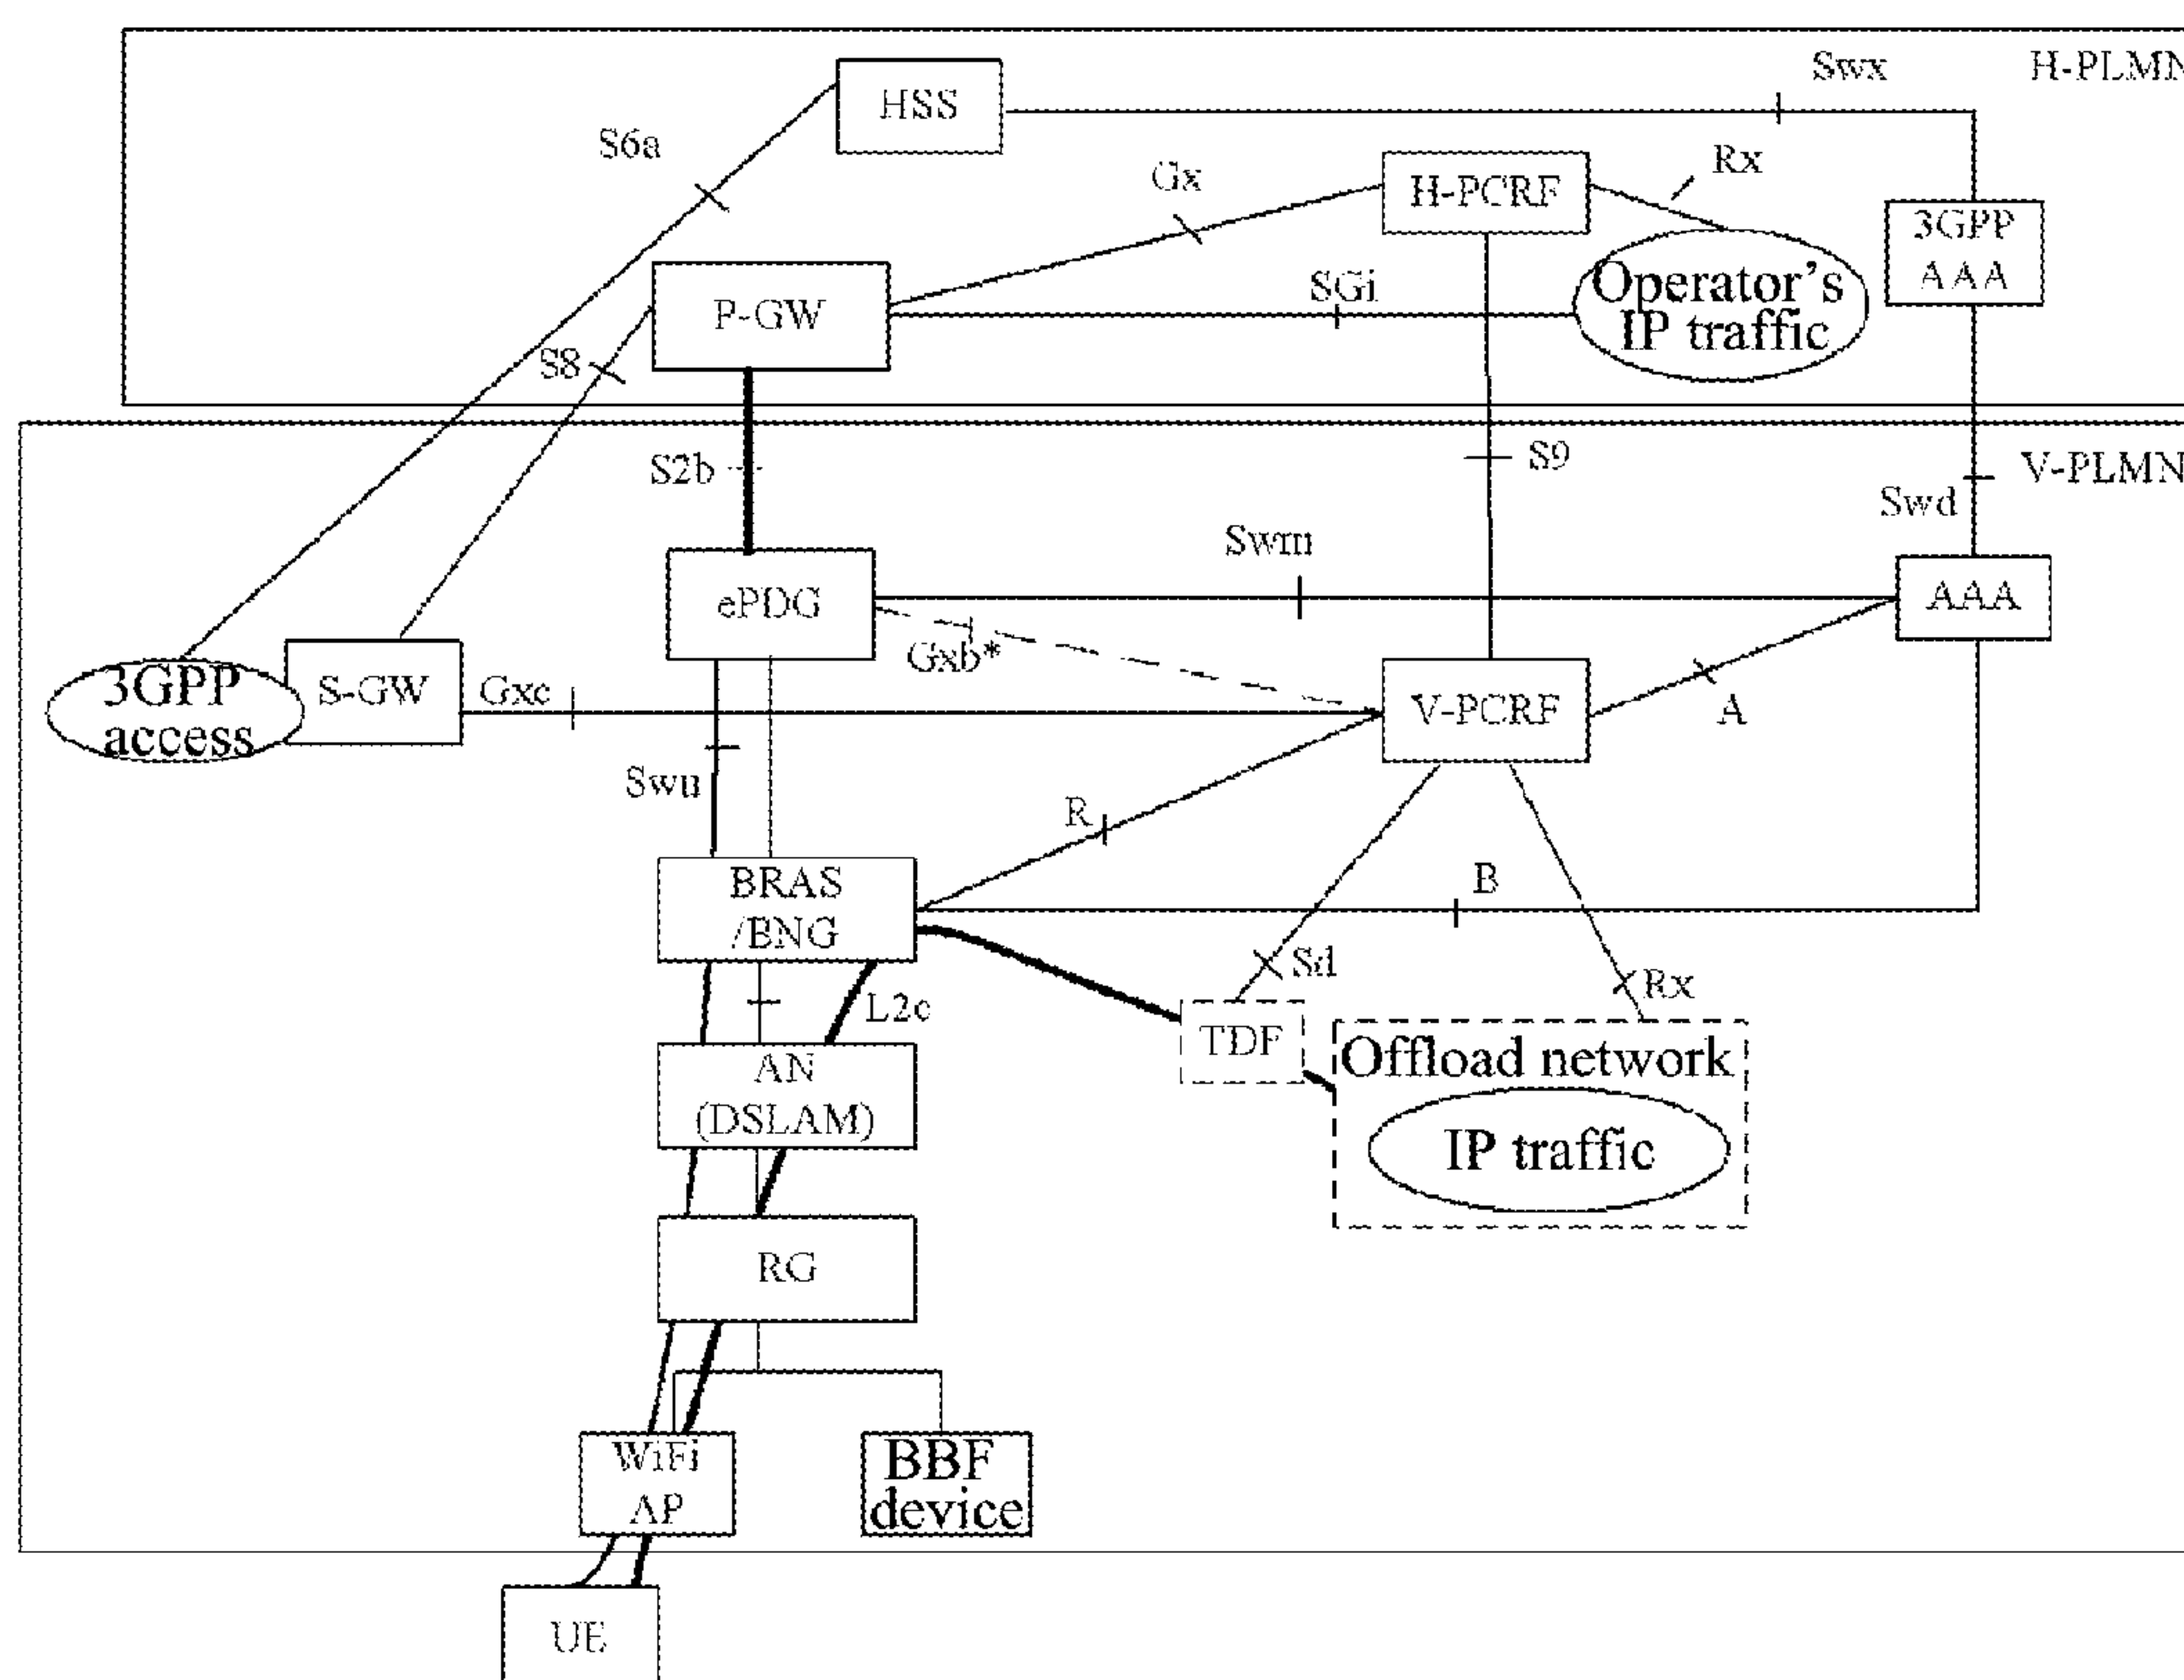 Swx
H-PLMN
HSS
S6a
Rx
Gx
H-PCRF
3GPP
AAA
Operator's
IP traffic
SGi
P-GW
S8
S2b
S9
V-PLMN
Swd
Swm
ePDG
AAA
Gxb*
3GPP
access
S-GW
Gxc
V-PCRF
A
Swu
R
BRAS
/BNG
B
Sd
Rx
L2c
TDF
Offload network
IP traffic
AN
(DSLAM)
RG
WiFi
AP
BBF
device
UE